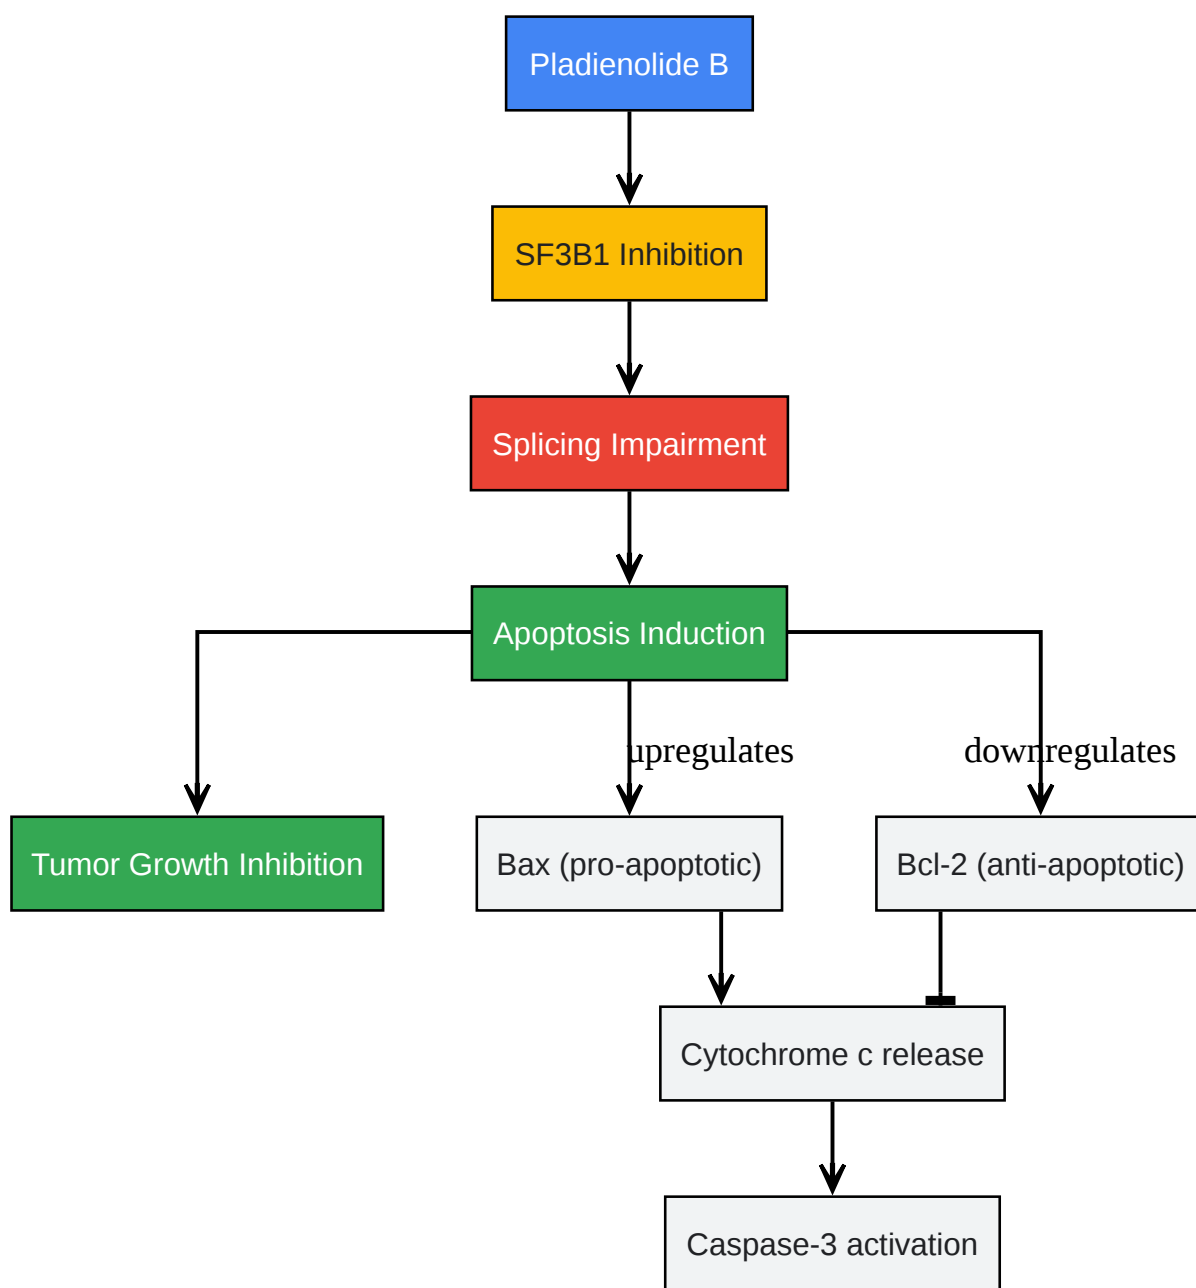 Pladienolide B
SF3B1 Inhibition
Splicing Impairment
Apoptosis Induction
upregulates
downregulates
Tumor Growth Inhibition
Bax (pro-apoptotic)
Bcl-2 (anti-apoptotic)
Cytochrome c release
Caspase-3 activation